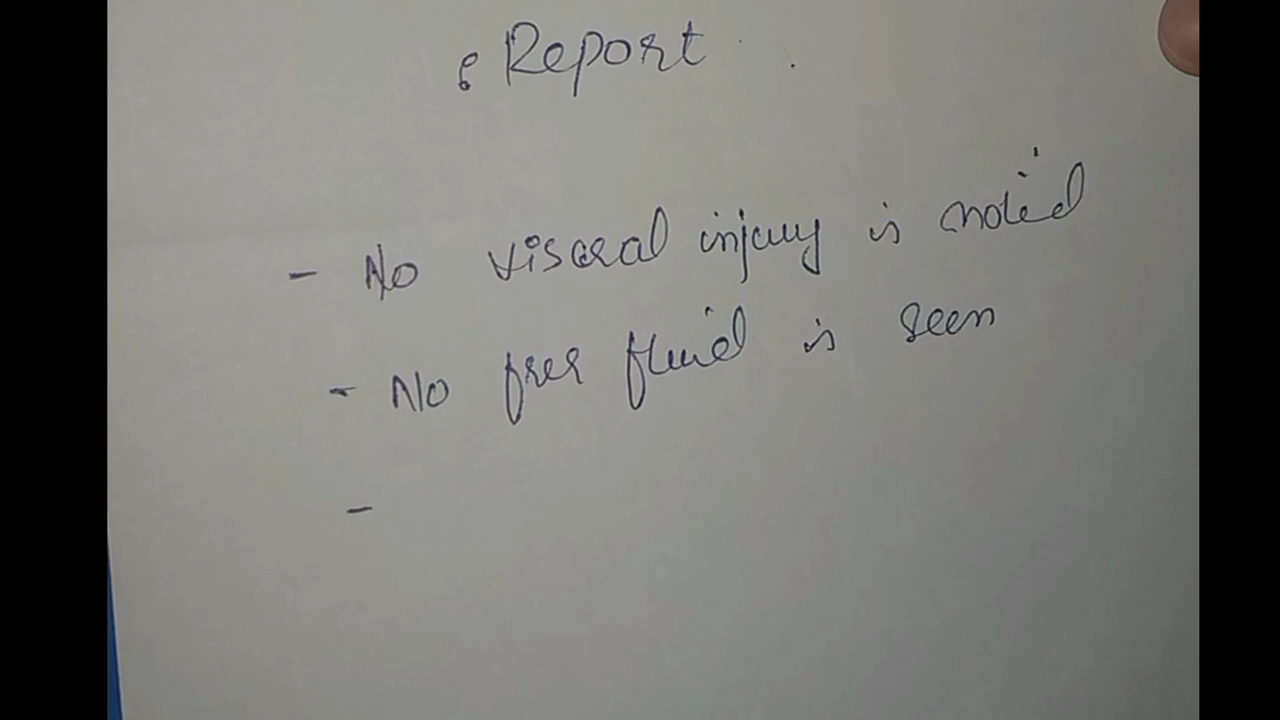 Report
- No visceral injury is noted
- No free fluid is seen
-